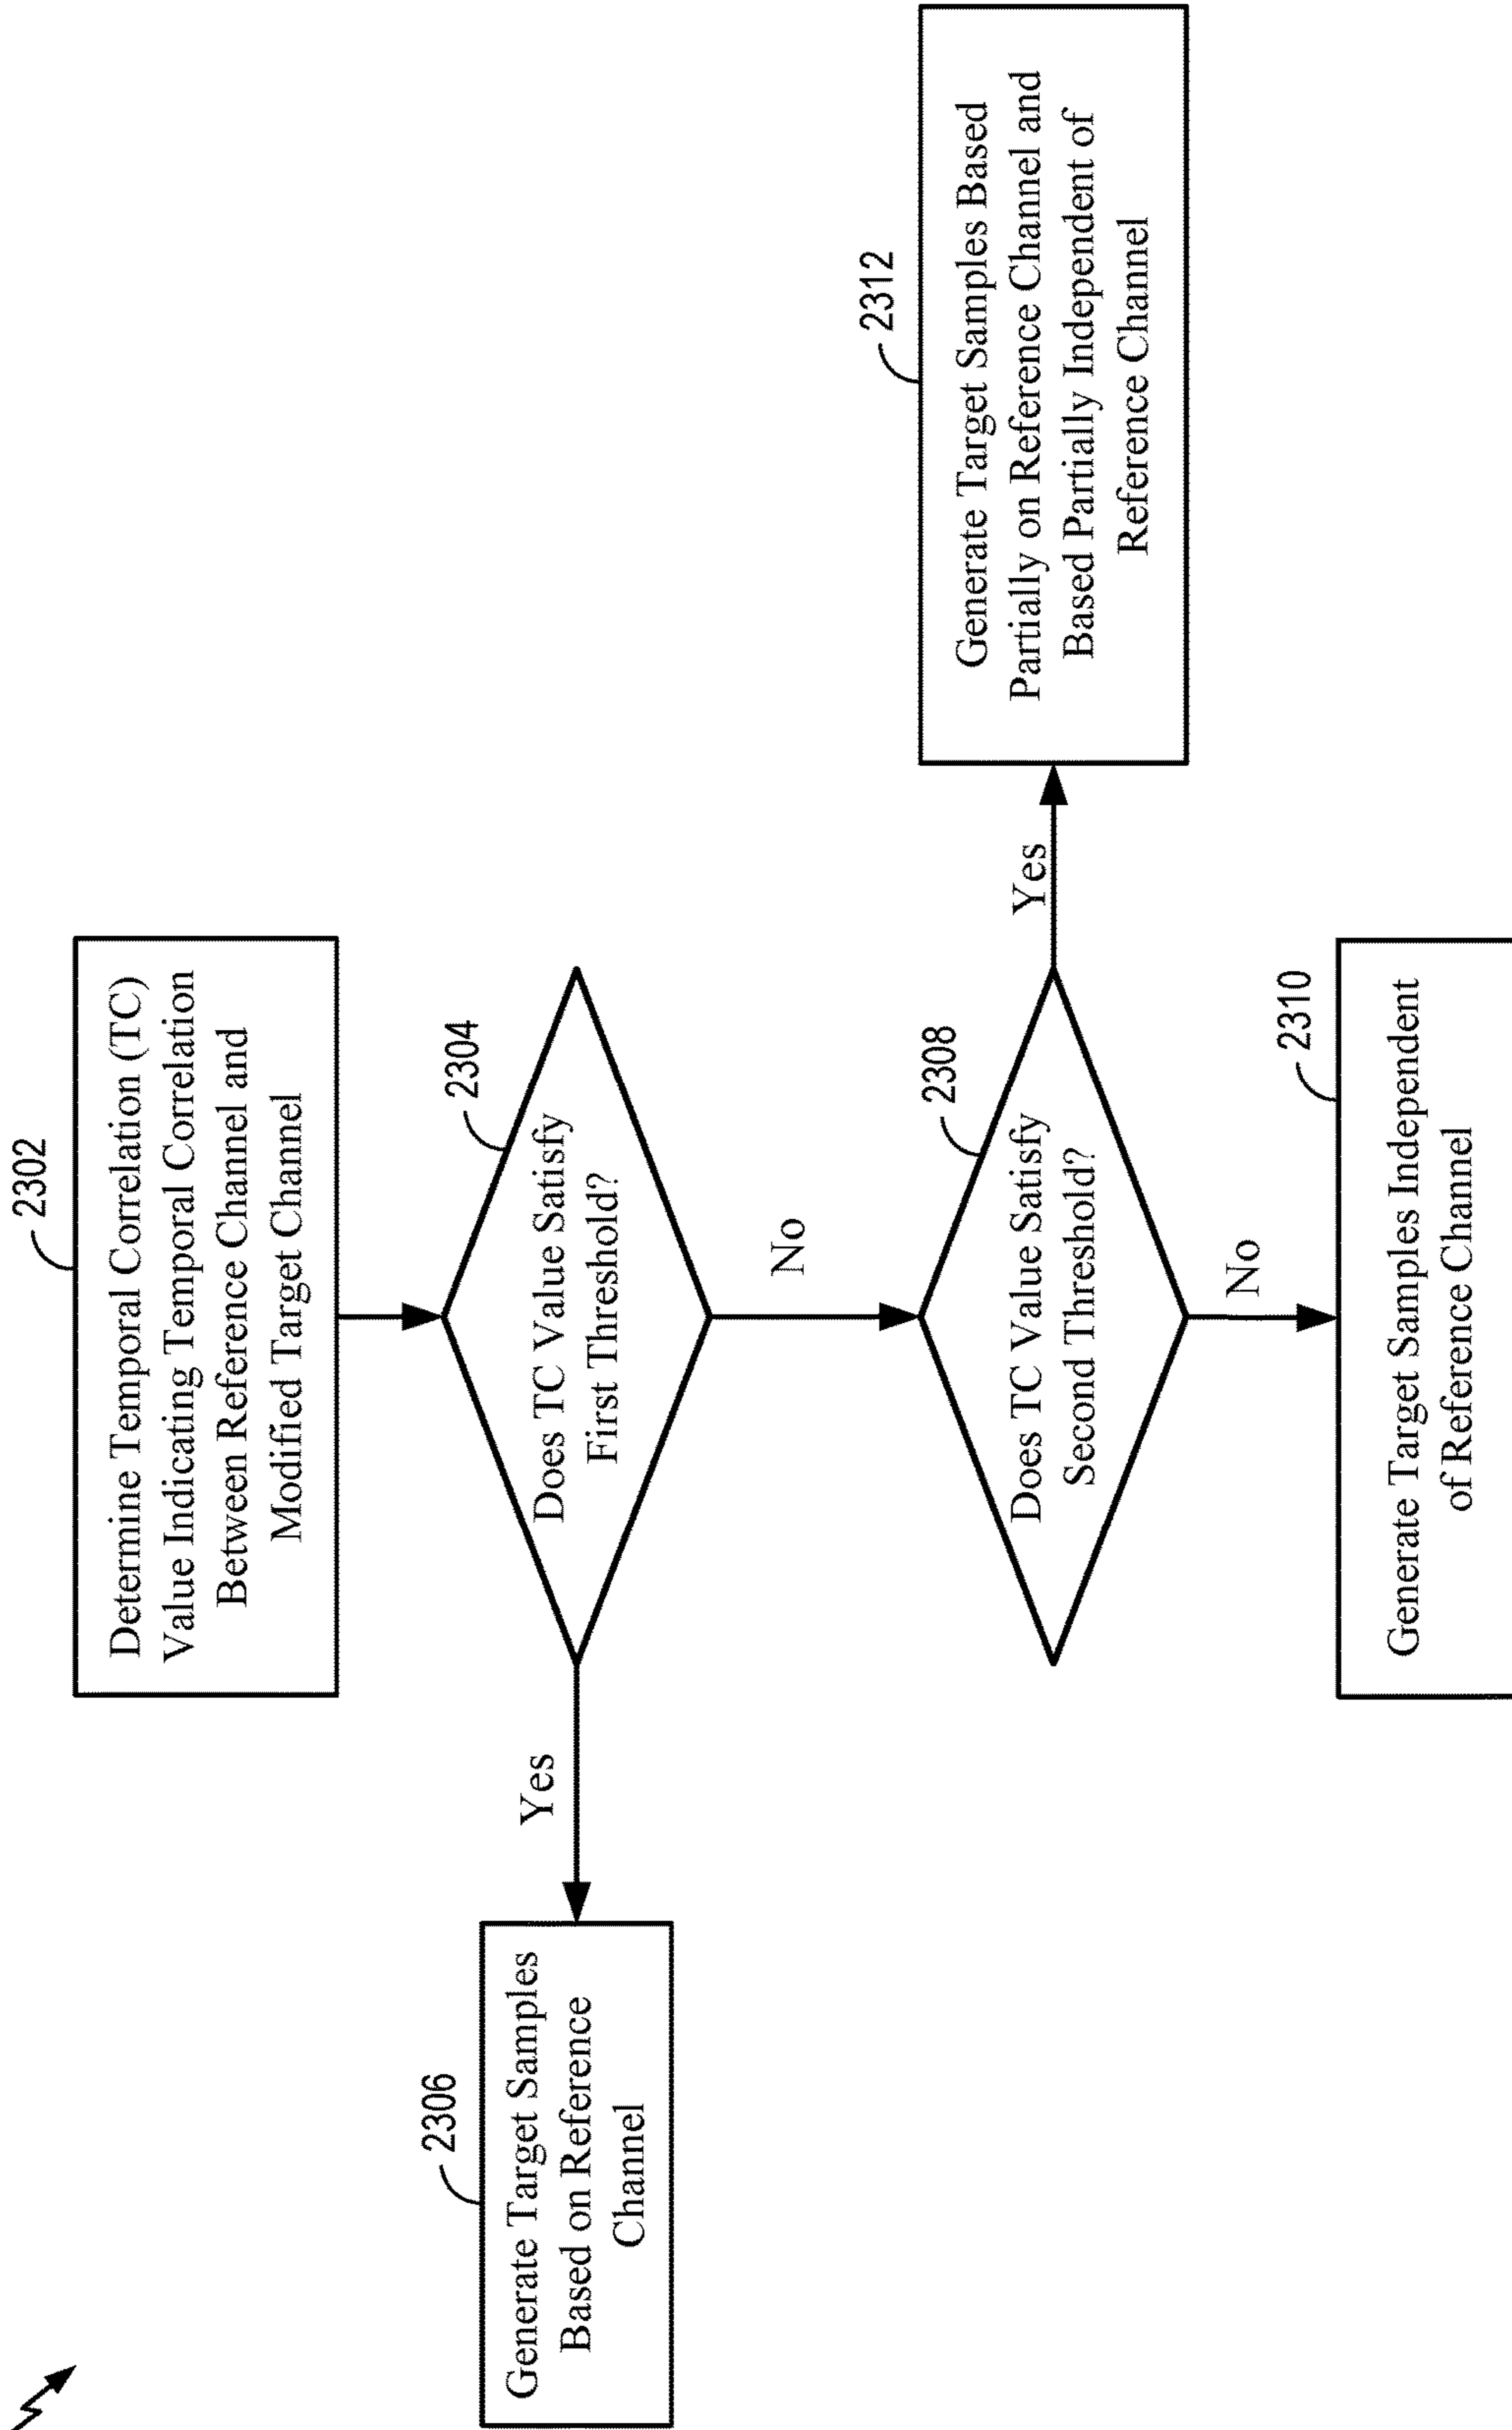 2302
Determine Temporal Correlation (TC)
Value Indicating Temporal Correlation
Between Reference Channel and
Modified Target Channel
2304
Does TC Value Satisfy
First Threshold?
Yes
2306
Generate Target Samples
Based on Reference
Channel
No
2308
Does TC Value Satisfy
Second Threshold?
Yes
2312
Generate Target Samples Based
Partially on Reference Channel and
Based Partially Independent of
Reference Channel
No
2310
Generate Target Samples Independent
of Reference Channel